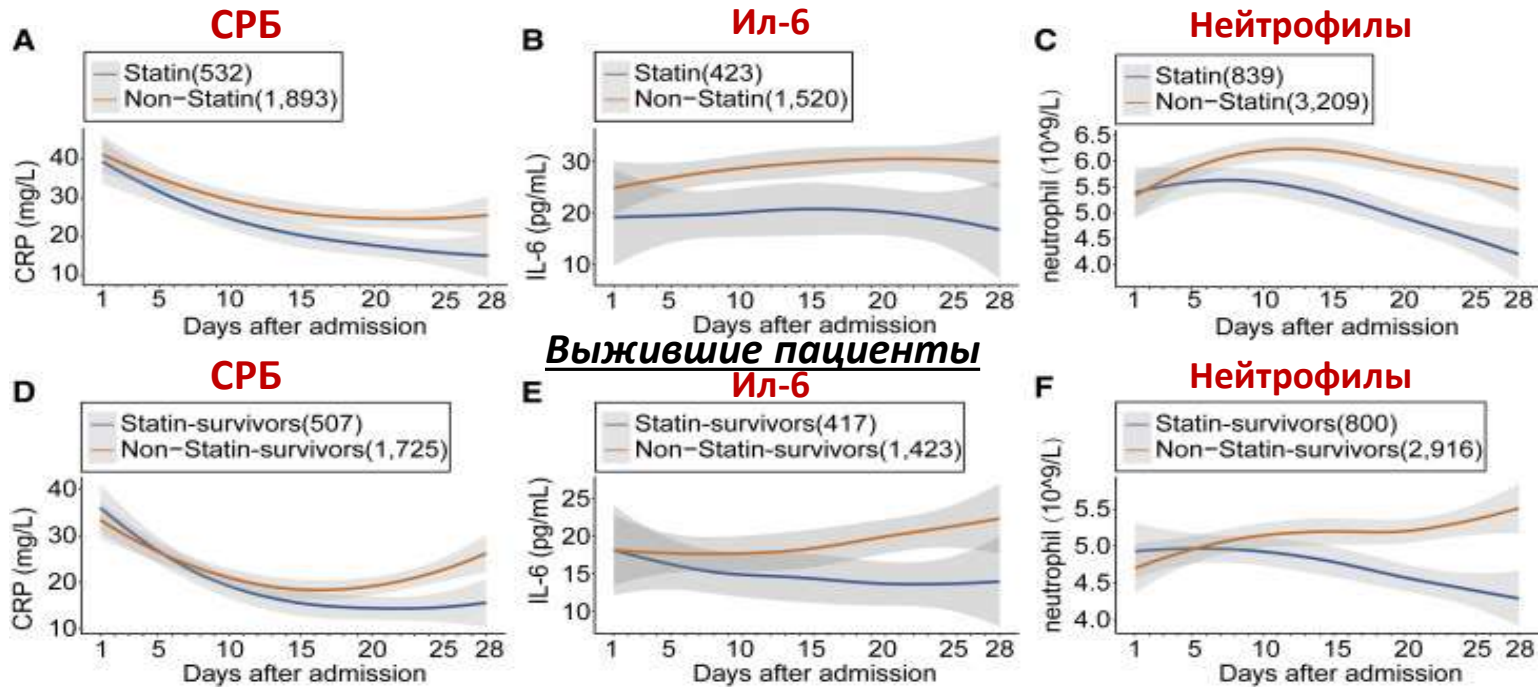 СРБ
A
Statin(532)
Non−Statin(1,893)
CRP (mg/L)
40
30
20
10
1 5 10 15 20 25 28
Days after admission
Ил-6
B
Statin(423)
Non−Statin(1,520)
IL-6 (pg/mL)
30
20
10
1 5 10 15 20 25 28
Days after admission
Нейтрофилы
C
Statin(839)
Non−Statin(3,209)
neutrophil (10^9/L)
6.5
6.0
5.5
5.0
4.5
4.0
1 5 10 15 20 25 28
Days after admission
Выжившие пациенты
СРБ
D
Statin-survivors(507)
Non−Statin-survivors(1,725)
CRP (mg/L)
40
30
20
10
1 5 10 15 20 25 28
Days after admission
Ил-6
E
Statin-survivors(417)
Non−Statin-survivors(1,423)
IL-6 (pg/mL)
25
20
15
10
1 5 10 15 20 25 28
Days after admission
Нейтрофилы
F
Statin-survivors(800)
Non−Statin-survivors(2,916)
neutrophil (10^9/L)
5.5
5.0
4.5
4.0
1 5 10 15 20 25 28
Days after admission